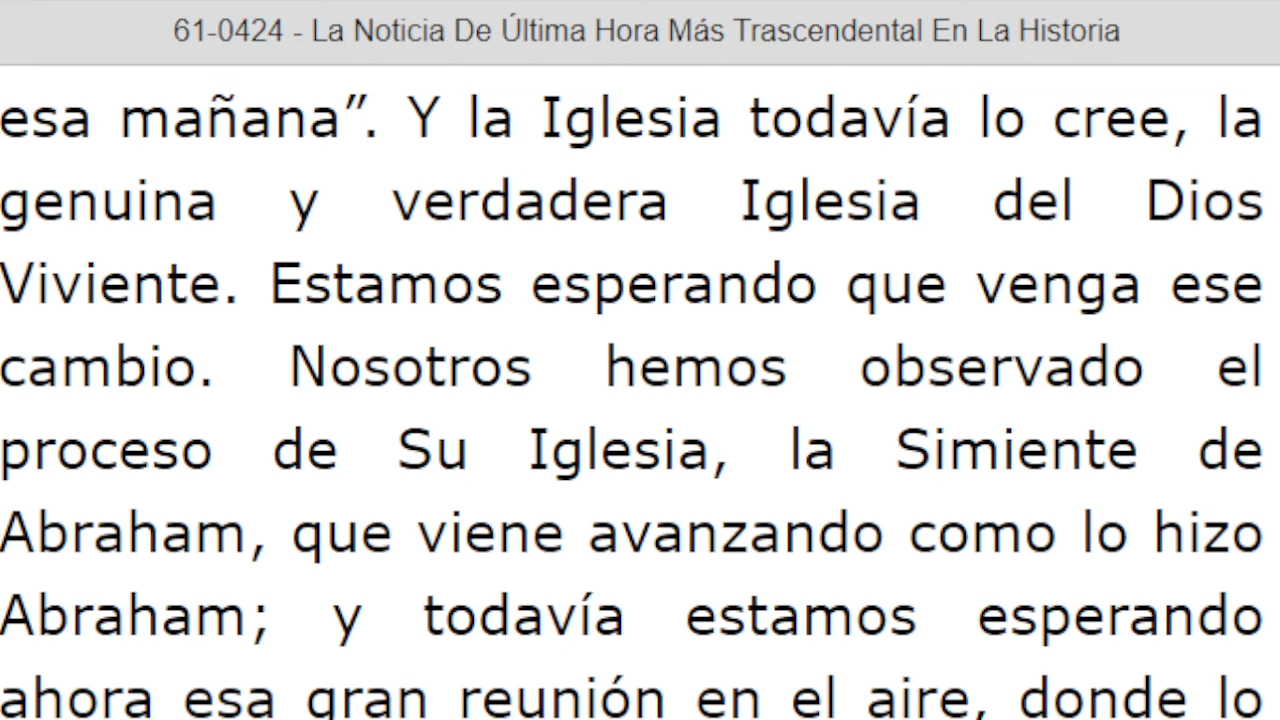 61-0424 - La Noticia De Última Hora Más Trascendental En La Historia
esa mañana”. Y la Iglesia todavía lo cree, la
genuina y verdadera Iglesia del Dios
Viviente. Estamos esperando que venga ese
cambio. Nosotros hemos observado el
proceso de Su Iglesia, la Simiente de
Abraham, que viene avanzando como lo hizo
Abraham; y todavía estamos esperando
ahora esa gran reunión en el aire, donde lo